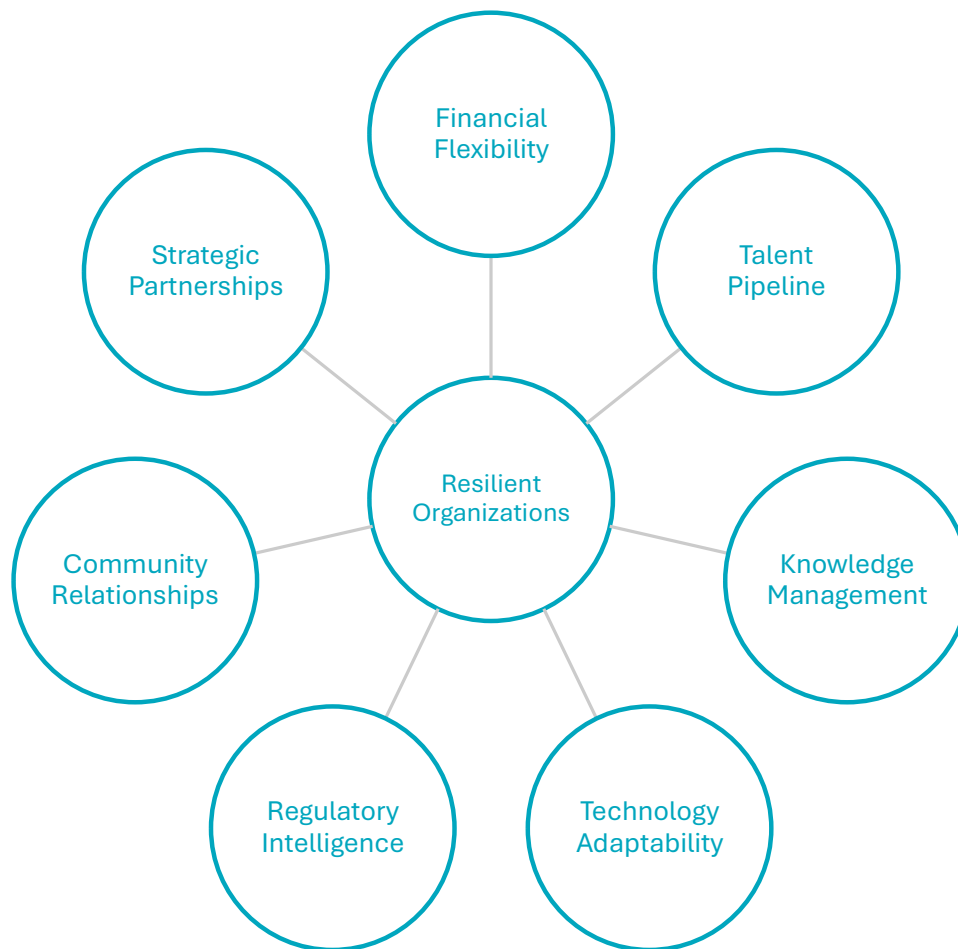 Financial
Flexibility
Talent
Pipeline
Knowledge
Management
Technology
Adaptability
Regulatory
Intelligence
Community
Relationships
Strategic
Partnerships
Resilient
Organizations